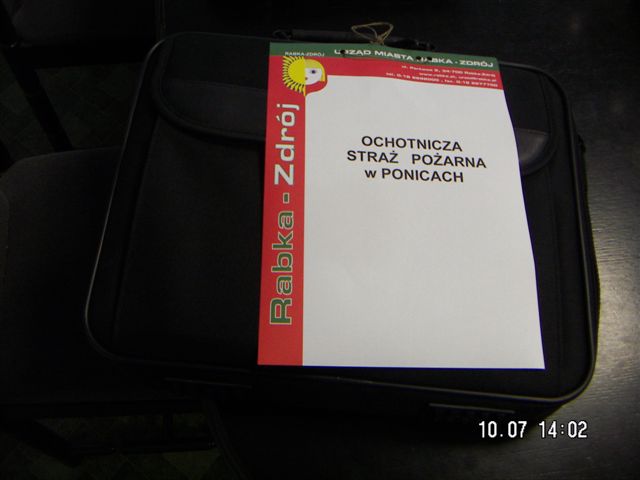 RABKA-ZDRÓJ
URZĄD MIASTA RABKA - ZDRÓJ
Rabka - Zdrój
OCHOTNICZA
STRAŻ POŻARNA
w PONICACH
10.07 14:02